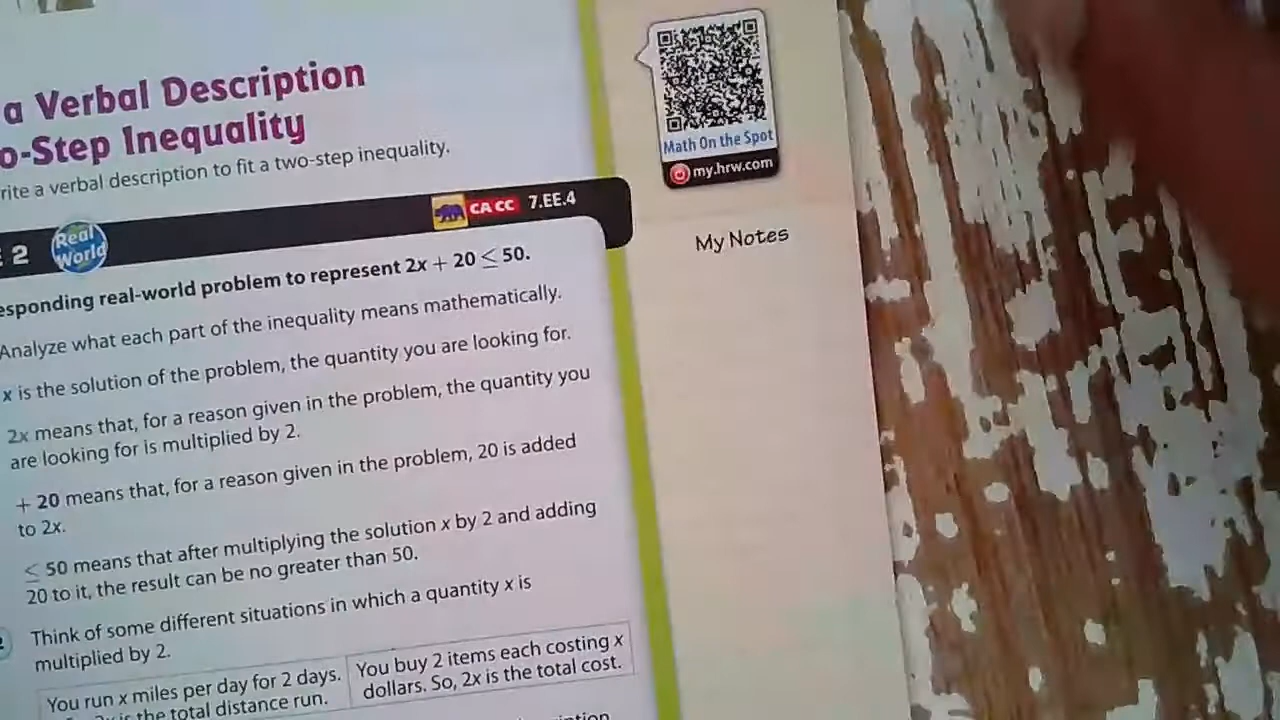 a Verbal Description
o-Step Inequality
rite a verbal description to fit a two-step inequality.
2 Real World CA CC 7.EE.4
esponding real-world problem to represent 2x + 20 ≤ 50.
Analyze what each part of the inequality means mathematically.
x is the solution of the problem, the quantity you are looking for.
2x means that, for a reason given in the problem, the quantity you
are looking for is multiplied by 2.
+ 20 means that, for a reason given in the problem, 20 is added
to 2x.
≤ 50 means that after multiplying the solution x by 2 and adding
20 to it, the result can be no greater than 50.
Think of some different situations in which a quantity x is
multiplied by 2.
You run x miles per day for 2 days.
is the total distance run.
You buy 2 items each costing x
dollars. So, 2x is the total cost.
Math On the Spot
my.hrw.com
My Notes